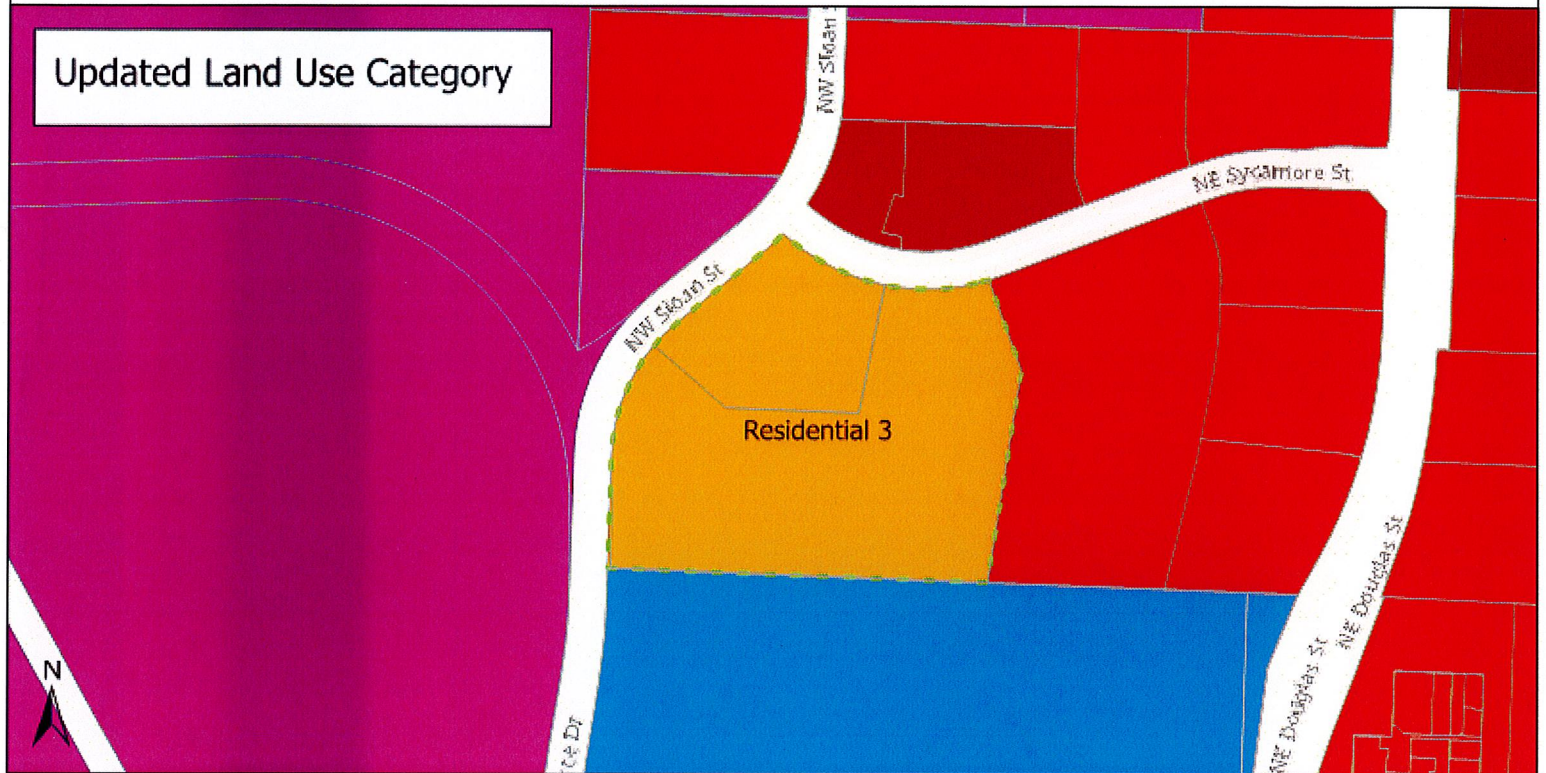 Updated Land Use Category
NW Sloan
NE Sycamore St
NW Sloan St
Residential 3
NE Douglas St
NE Douglas St
N
Dr